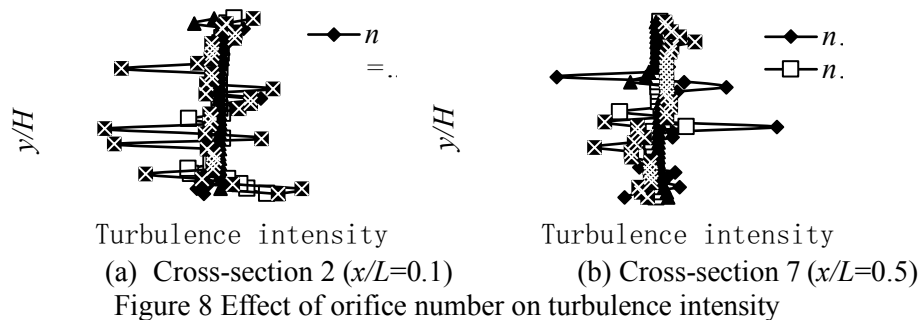 n
=..
y/H
Turbulence intensity
(a) Cross-section 2 (x/L=0.1)
n.
n.
y/H
Turbulence intensity
(b) Cross-section 7 (x/L=0.5)
Figure 8 Effect of orifice number on turbulence intensity